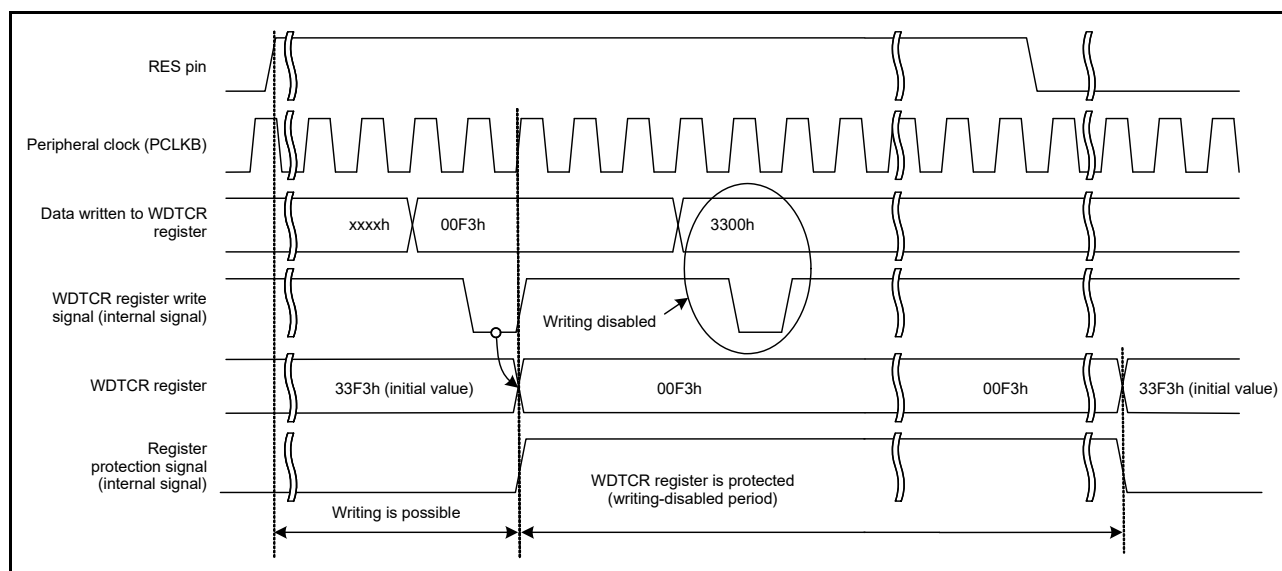 RES pin
Peripheral clock (PCLKB)
Data written to WDTCR
register
xxxxh
00F3h
3300h
WDTCR register write
signal (internal signal)
Writing disabled
WDTCR register
33F3h (initial value)
00F3h
00F3h
33F3h (initial value)
Register
protection signal
(internal signal)
WDTCR register is protected
(writing-disabled period)
Writing is possible